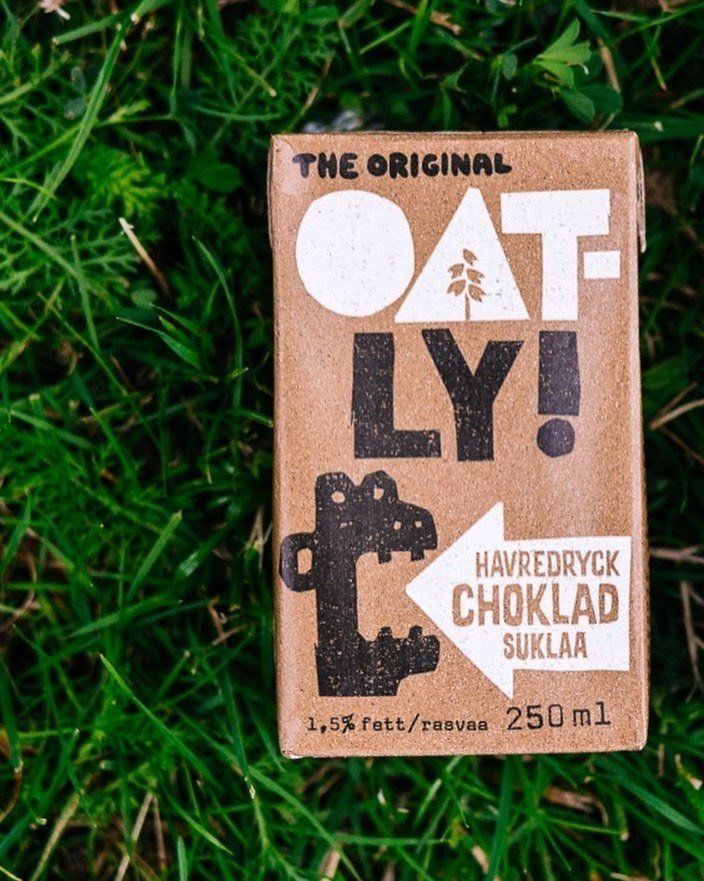 THE ORIGINAL
OAT-
LY!
HAVREDRYCK
CHOKLAD
SUKLAA
1,5% fett/rasvaa 250 ml